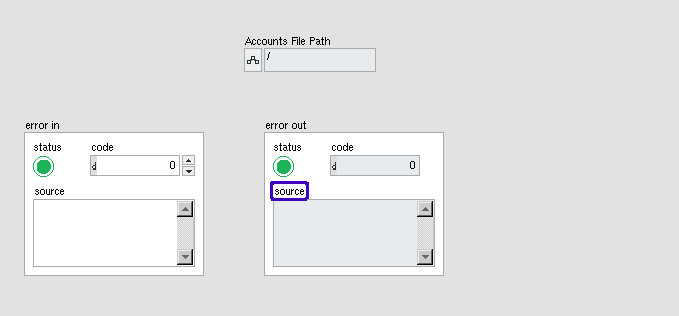 Accounts File Path
/
error in
error out
status
code
status
code
d
0
d
0
source
source